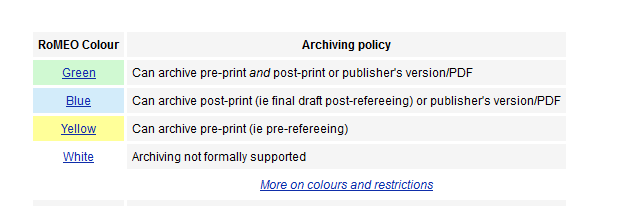 RoMEO Colour Archiving policy
Green Can archive pre-print and post-print or publisher's version/PDF
Blue Can archive post-print (ie final draft post-refereeing) or publisher's version/PDF
Yellow Can archive pre-print (ie pre-refereeing)
White Archiving not formally supported
More on colours and restrictions